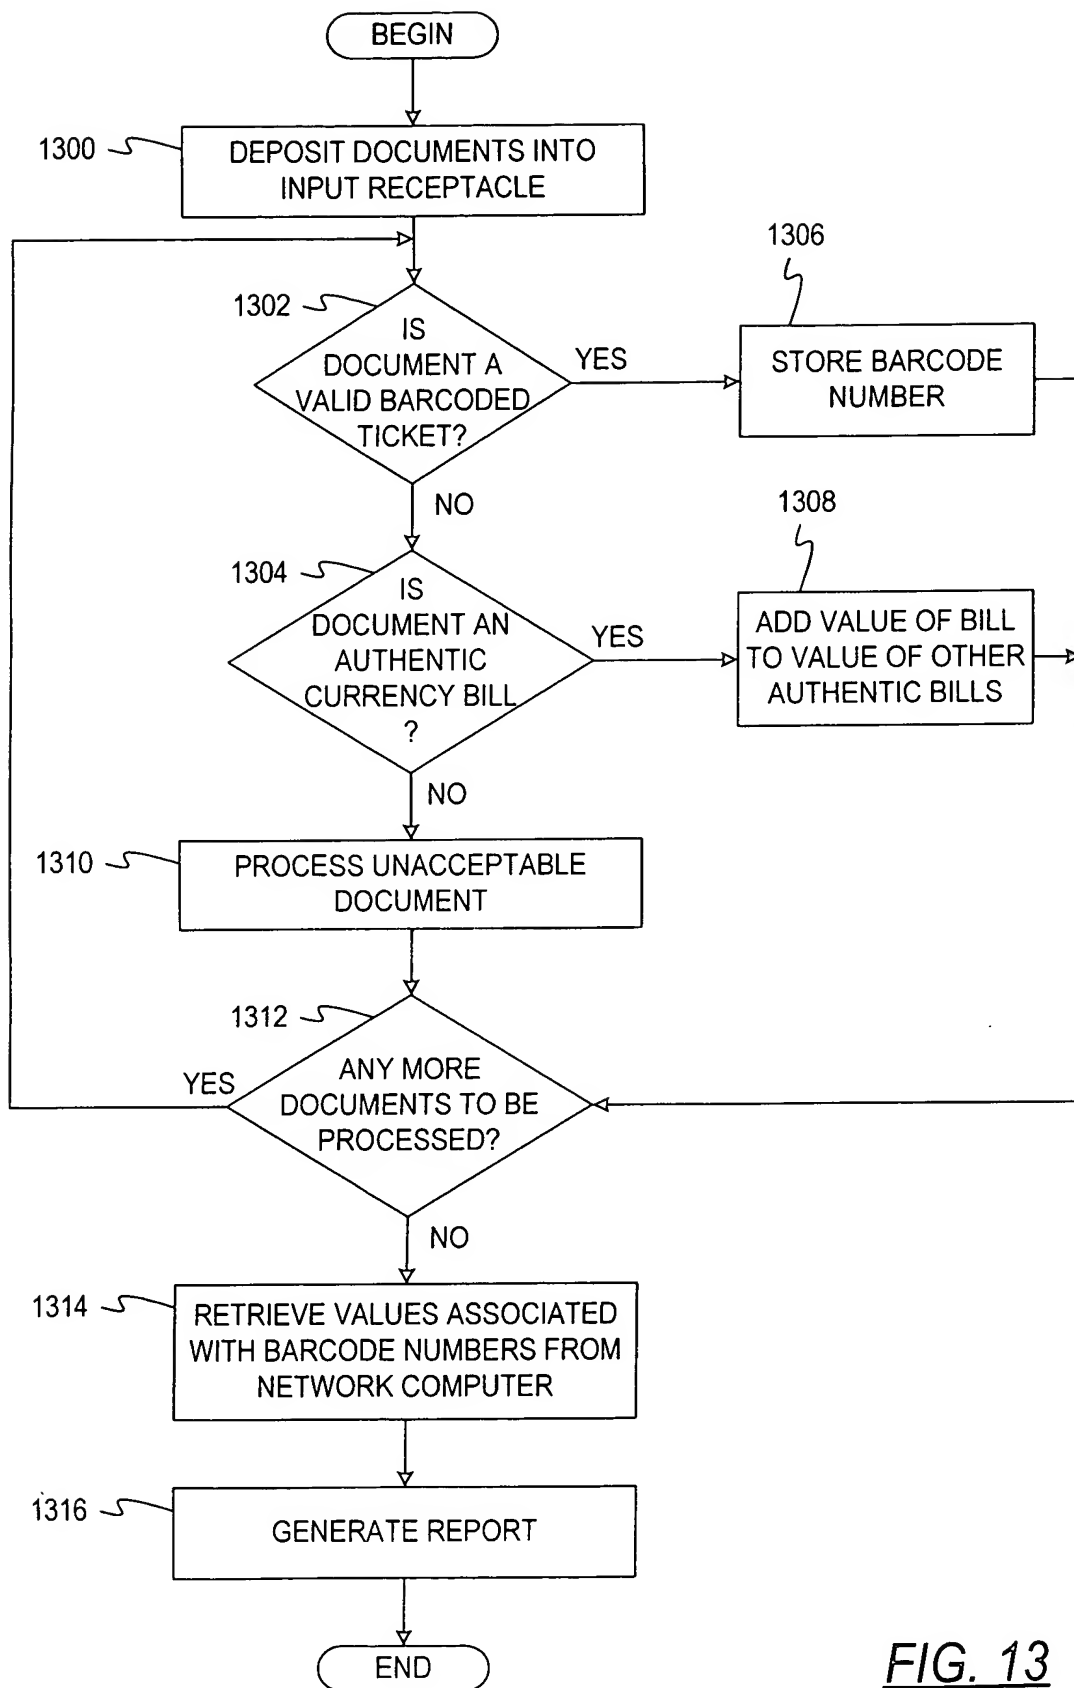 BEGIN
1300
DEPOSIT DOCUMENTS INTO
INPUT RECEPTACLE
1302
IS
DOCUMENT A
VALID BARCODED
TICKET?
YES
1306
STORE BARCODE
NUMBER
NO
1304
IS
DOCUMENT AN
AUTHENTIC
CURRENCY BILL
?
YES
1308
ADD VALUE OF BILL
TO VALUE OF OTHER
AUTHENTIC BILLS
NO
1310
PROCESS UNACCEPTABLE
DOCUMENT
1312
YES
ANY MORE
DOCUMENTS TO BE
PROCESSED?
NO
1314
RETRIEVE VALUES ASSOCIATED
WITH BARCODE NUMBERS FROM
NETWORK COMPUTER
1316
GENERATE REPORT
END
FIG. 13